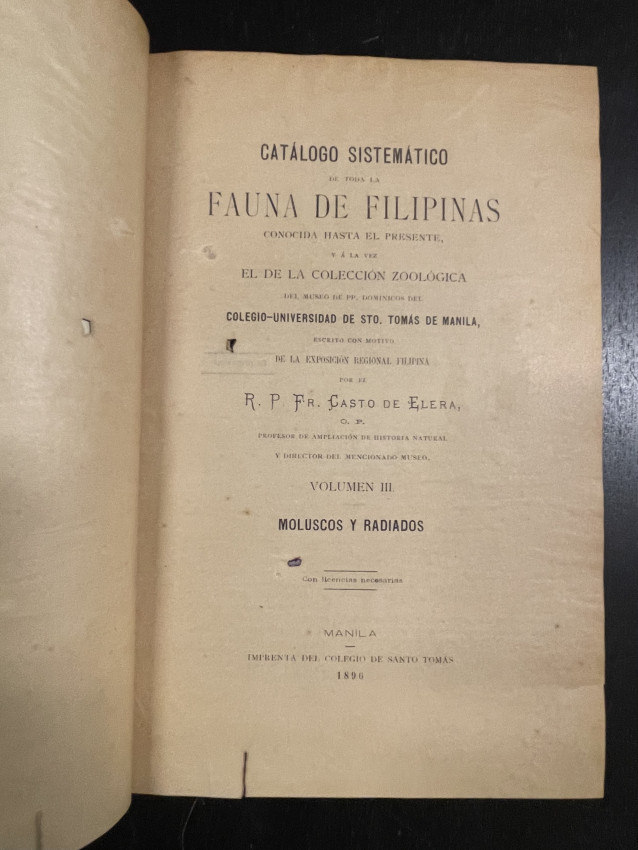 CATÁLOGO SISTEMÁTICO
DE TODA LA
FAUNA DE FILIPINAS
CONOCIDA HASTA EL PRESENTE,
Y Á LA VEZ
EL DE LA COLECCIÓN ZOOLÓGICA
DEL MUSEO DE PP. DOMINICOS DEL
COLEGIO-UNIVERSIDAD DE STO. TOMÁS DE MANILA,
ESCRITO CON MOTIVO
DE LA EXPOSICIÓN REGIONAL FILIPINA
POR EL
R. P. FR. CASTO DE ELERA,
O. P.
PROFESOR DE AMPLIACIÓN DE HISTORIA NATURAL
Y DIRECTOR DEL MENCIONADO MUSEO.
VOLUMEN III.
MOLUSCOS Y RADIADOS
Con licencias necesarias
MANILA
IMPRENTA DEL COLEGIO DE SANTO TOMÁS
1896